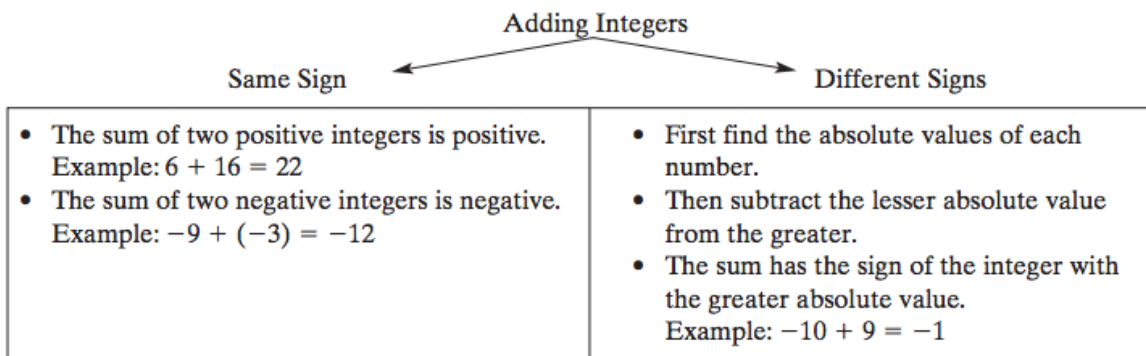 Adding Integers
Same Sign
Different Signs
• The sum of two positive integers is positive.
Example: 6 + 16 = 22
• The sum of two negative integers is negative.
Example: −9 + (−3) = −12
• First find the absolute values of each
number.
• Then subtract the lesser absolute value
from the greater.
• The sum has the sign of the integer with
the greater absolute value.
Example: −10 + 9 = −1